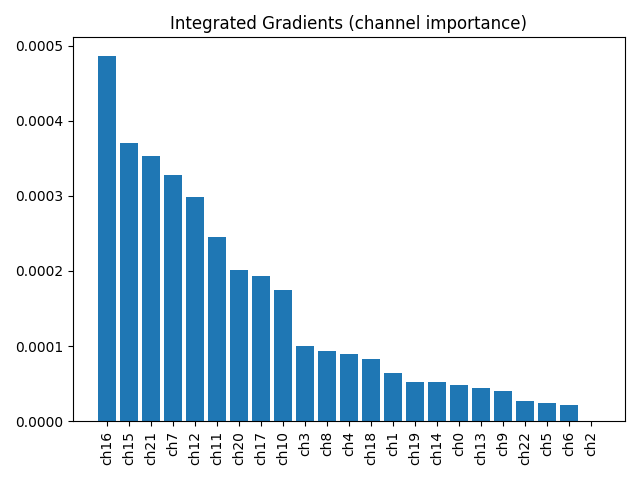 Integrated Gradients (channel importance)
0.0005
0.0004
0.0003
0.0002
0.0001
0.0000
ch16
ch15
ch21
ch7
ch12
ch11
ch20
ch17
ch10
ch3
ch8
ch4
ch18
ch1
ch19
ch14
ch0
ch13
ch9
ch22
ch5
ch6
ch2